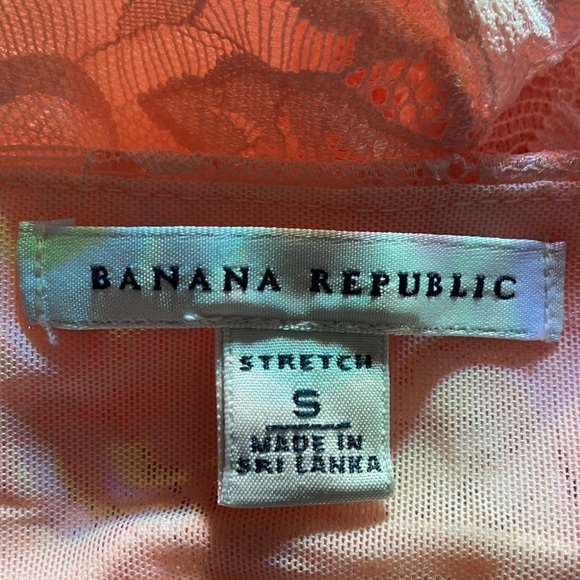 BANANA REPUBLIC
STRETCH
S
MADE IN
SRI LANKA